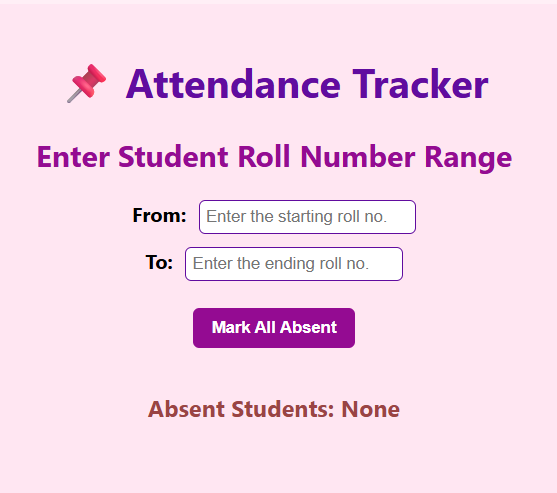 📌 Attendance Tracker
Enter Student Roll Number Range
From: Enter the starting roll no.
To: Enter the ending roll no.
Mark All Absent
Absent Students: None